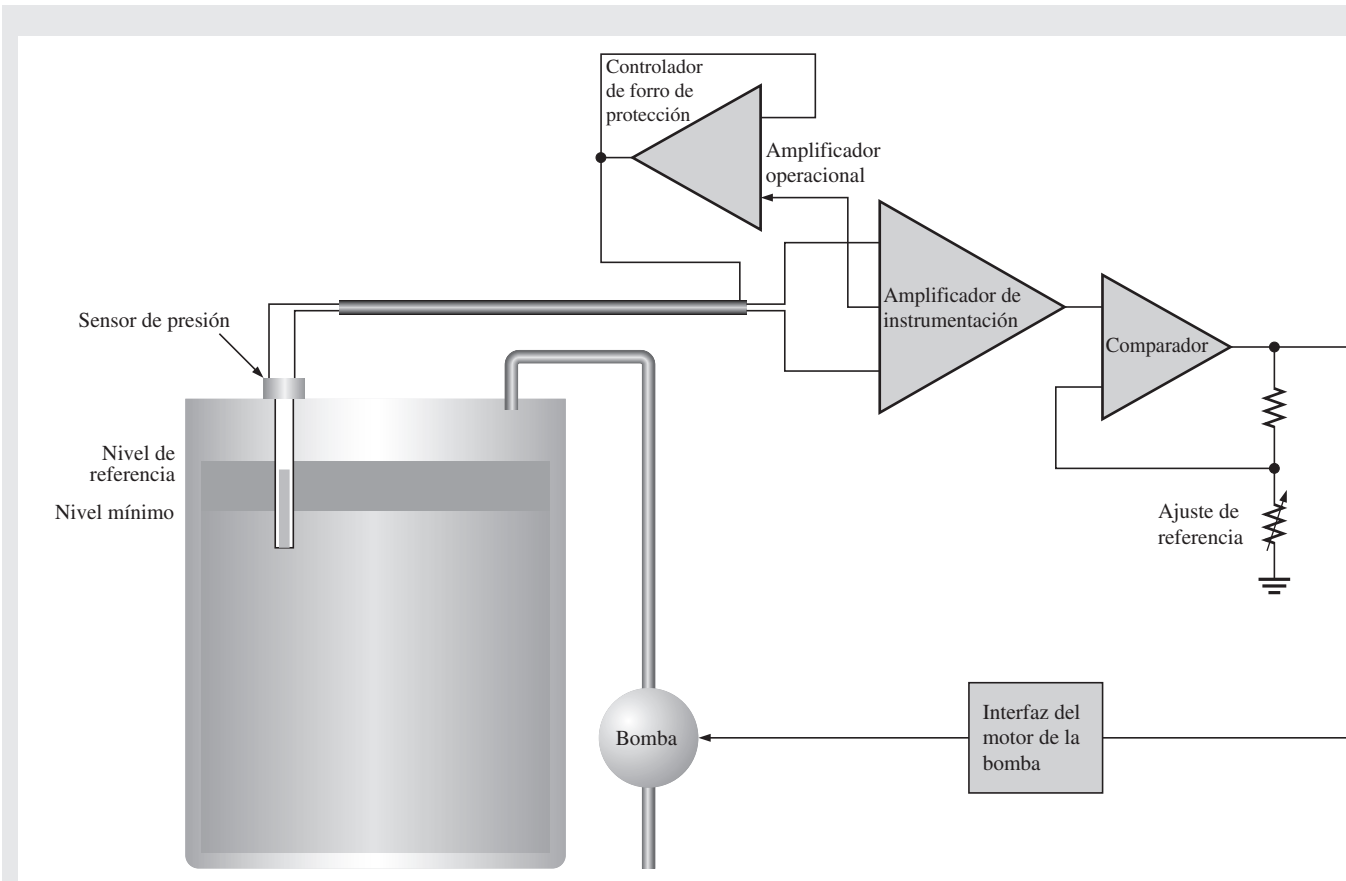 Controlador
de forro de
protección
Amplificador
operacional
Amplificador de
instrumentación
Sensor de presión
Comparador
Nivel de
referencia
Nivel mínimo
Ajuste de
referencia
Bomba
Interfaz del
motor de la
bomba